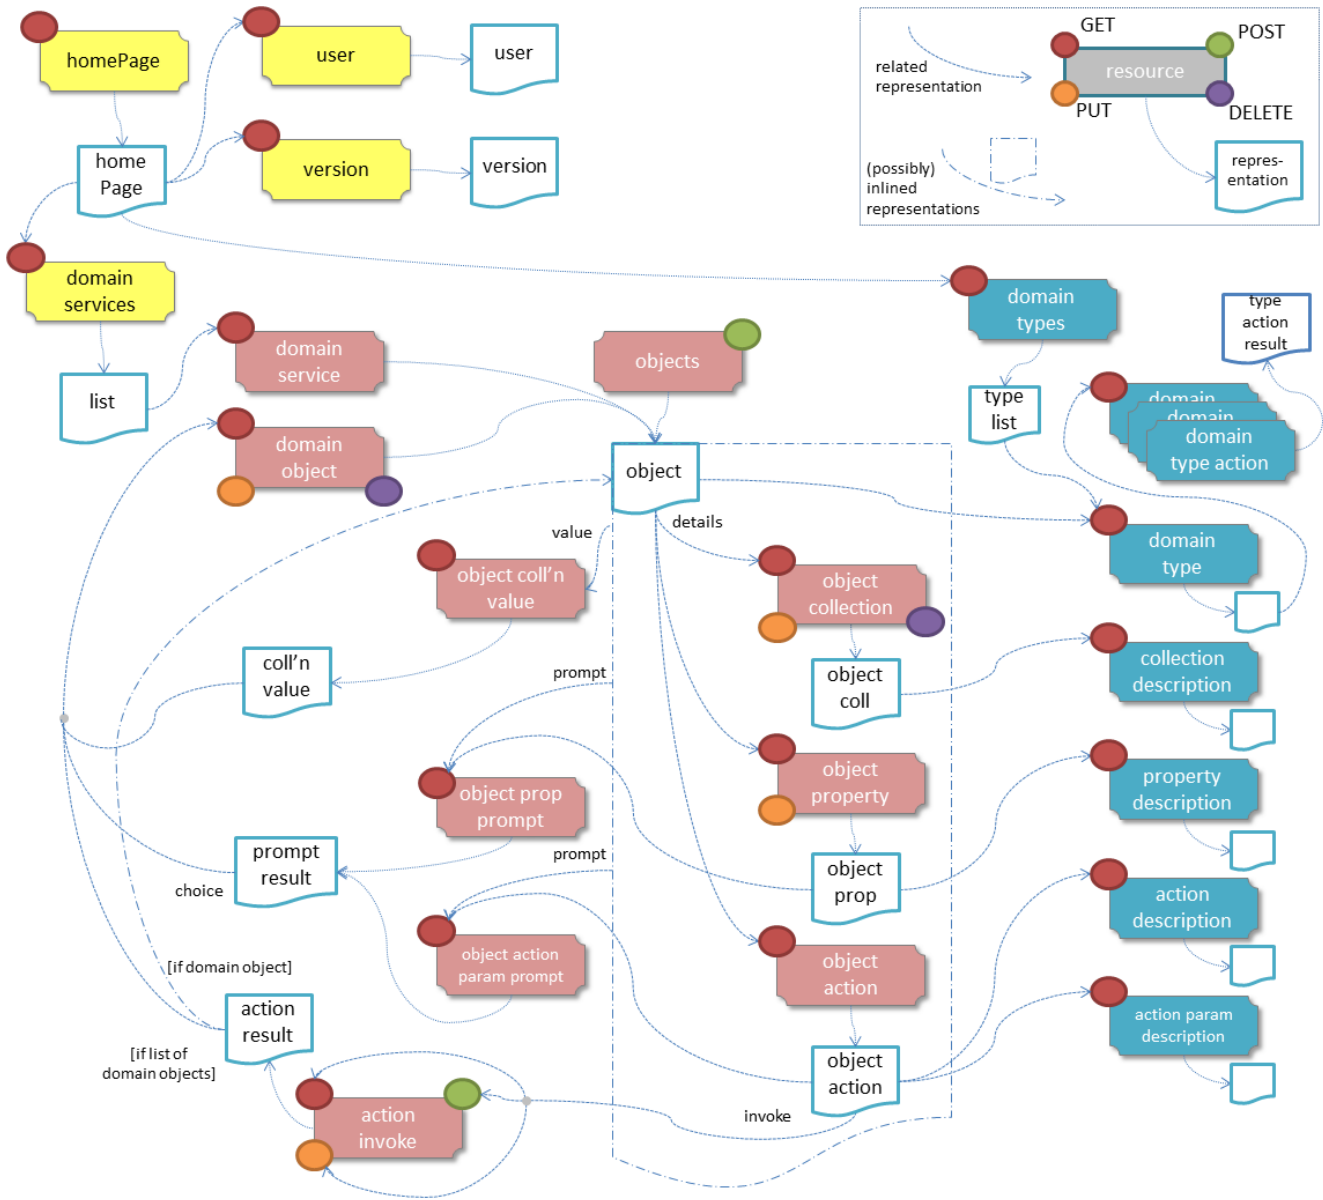 homePage
user
user
home
Page
version
version
GET
POST
resource
PUT
DELETE
related
representation
(possibly)
inlined
representations
repres-
entation
domain
services
list
domain
service
domain
object
objects
object
domain
types
type
list
type
action
result
domain
domain
domain
type action
domain
type
value
details
object coll'n
value
object
collection
object
coll
collection
description
coll'n
value
prompt
object
property
property
description
object prop
prompt
prompt
object
prop
prompt
result
choice
action
description
object action
param prompt
object
action
action param
description
[if domain object]
action
result
[if list of
domain objects]
object
action
invoke
action
invoke